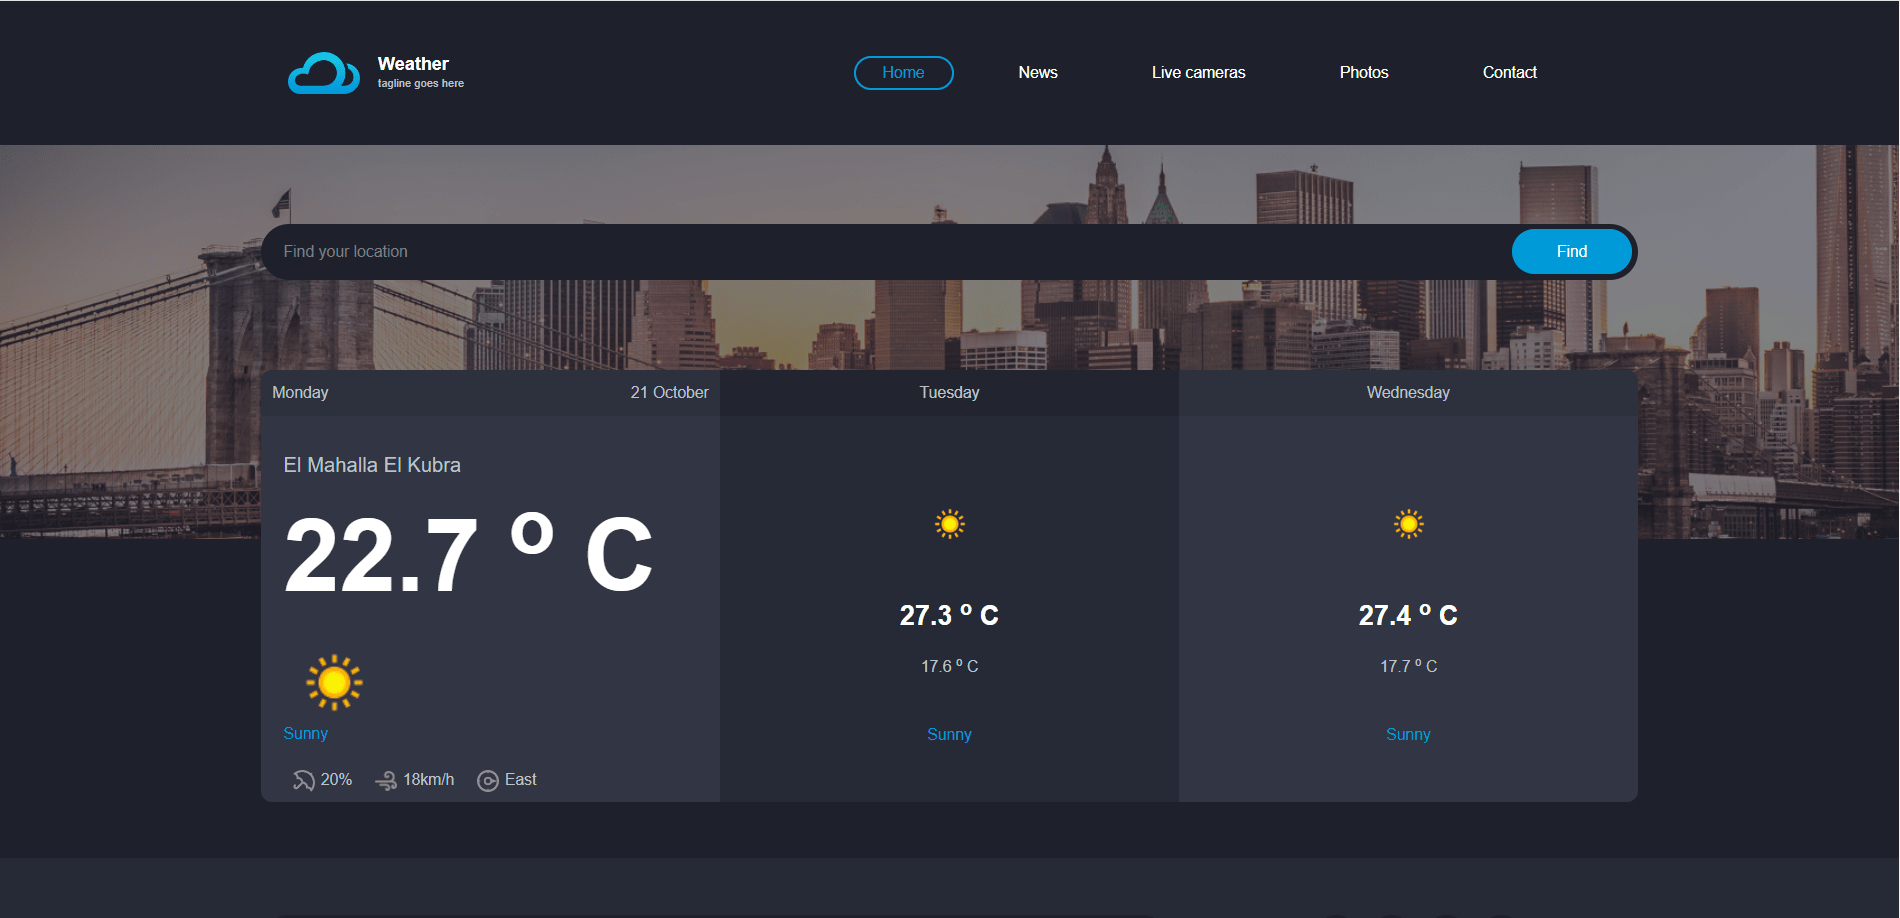 Weather
tagline goes here
Home
News
Live cameras
Photos
Contact
Find your location
Find
Monday
21 October
El Mahalla El Kubra
22.7 º C
Sunny
20%
18km/h
East
Tuesday
27.3 º C
17.6 º C
Sunny
Wednesday
27.4 º C
17.7 º C
Sunny